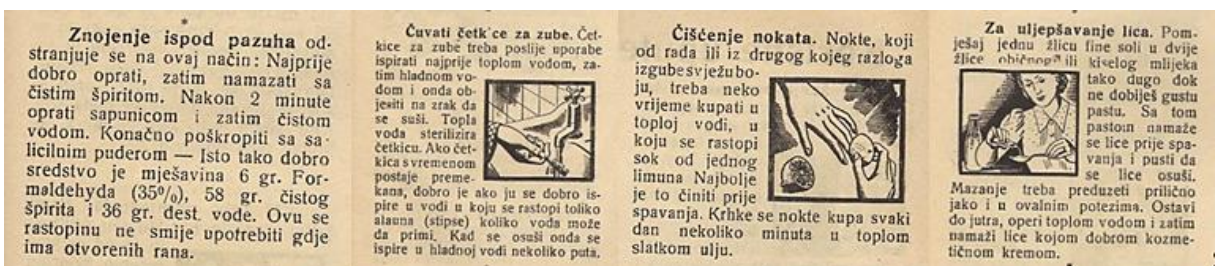 *
Znojenje ispod pazuha od-
stranjuje se na ovaj način: Najprije
dobro oprati, zatim namazati sa
čistim špiritom. Nakon 2 minute
oprati sapunicom i zatim čistom
vodom. Konačno poškropiti sa sa-
licilnim puderom — Isto tako dobro
sredstvo je mješavina 6 gr. For-
maldehyda (35%), 58 gr. čistog
špirita i 36 gr. dest. vode. Ovu se
rastopinu ne smije upotrebiti gdje
ima otvorenih rana.
Čuvati četk'ce za zube. Čet-
kice za zube treba poslije uporabe
ispirati najprije toplom vodom, za-
tim hladnom vo-
dom i onda ob-
jesiti na zrak da
se suši. Topla
voda sterilizira
četkicu. Ako čet-
kica s vremenom
postaje preme-
kana, dobro je ako ju se dobro is-
pire u vodi u koju se rastopi toliko
alauna (stipse) koliko voda može
da primi. Kad se osuši onda se
ispire u hladnoj vodi nekoliko puta.
Čišćenje nokata. Nokte, koji
od rada ili iz drugog kojeg razloga
izgube svježu bo-
ju, treba neko
vrijeme kupati u
toploj vodi, u
koju se rastopi
sok od jednog
limuna Najbolje
je to činiti prije
spavanja. Krhke se nokte kupa svaki
dan nekoliko minuta u toplom
slatkom ulju.
Za uljepšavanje lica. Pom-
ješaj jednu žlicu fine soli u dvije
žlice običnog ili kiselog mlijeka
tako dugo dok
ne dobiješ gustu
pastu. Sa tom
pastom namaže
se lice prije spa-
vanja i pusti da
se lice osuši.
Mazanje treba preduzeti prilično
jako i u ovalnim potezima. Ostavi
do jutra, operi toplom vodom i zatim
namaži lice kojom dobrom kozme-
tičnom kremom.